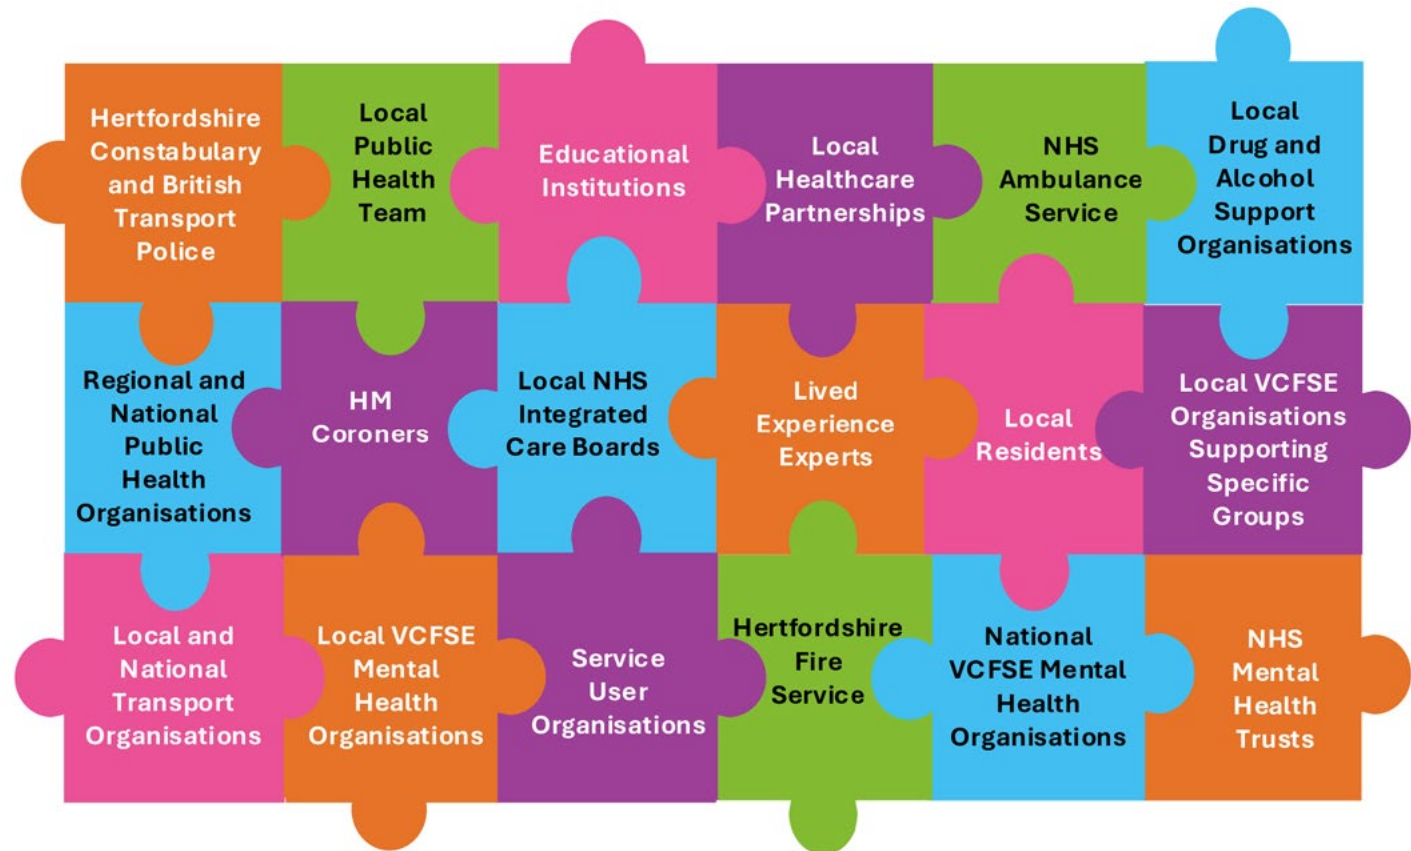 Hertfordshire
Constabulary
and British
Transport
Police
Local
Public
Health
Team
Educational
Institutions
Local
Healthcare
Partnerships
NHS
Ambulance
Service
Local
Drug and
Alcohol
Support
Organisations
Regional and
National
Public
Health
Organisations
HM
Coroners
Local NHS
Integrated
Care Boards
Lived
Experience
Experts
Local
Residents
Local VCFSE
Organisations
Supporting
Specific
Groups
Local and
National
Transport
Organisations
Local VCFSE
Mental
Health
Organisations
Service
User
Organisations
Hertfordshire
Fire
Service
National
VCFSE Mental
Health
Organisations
NHS
Mental
Health
Trusts